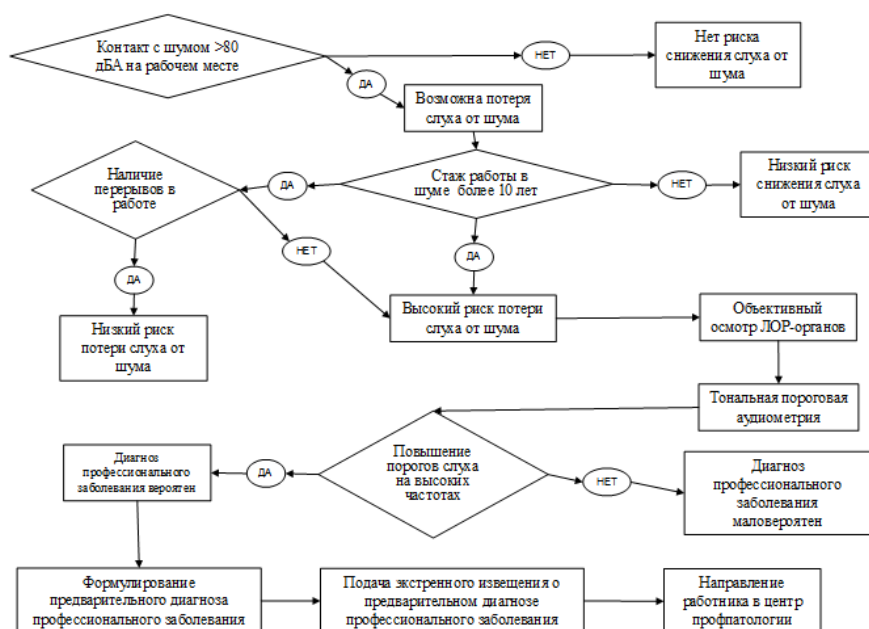 Контакт с шумом >80
дБА на рабочем месте
НЕТ
Нет риска
снижения слуха от
шума
ДА
Возможна потеря
слуха от шума
Наличие
перерывов в
работе
ДА
Стаж работы в
шуме более 10 лет
НЕТ
Низкий риск
снижения слуха
от шума
НЕТ
ДА
ДА
Низкий риск
потери слуха от
шума
Высокий риск потери
слуха от шума
Объективный
осмотр ЛОР-органов
Тональная пороговая
аудиометрия
Диагноз
профессионального
заболевания вероятен
ДА
Повышение
порогов слуха
на высоких
частотах
НЕТ
Диагноз
профессионального
заболевания
маловероятен
Формулирование
предварительного диагноза
профессионального заболевания
Подача экстренного извещения о
предварительном диагнозе
профессионального заболевания
Направление
работника в центр
профпатологии